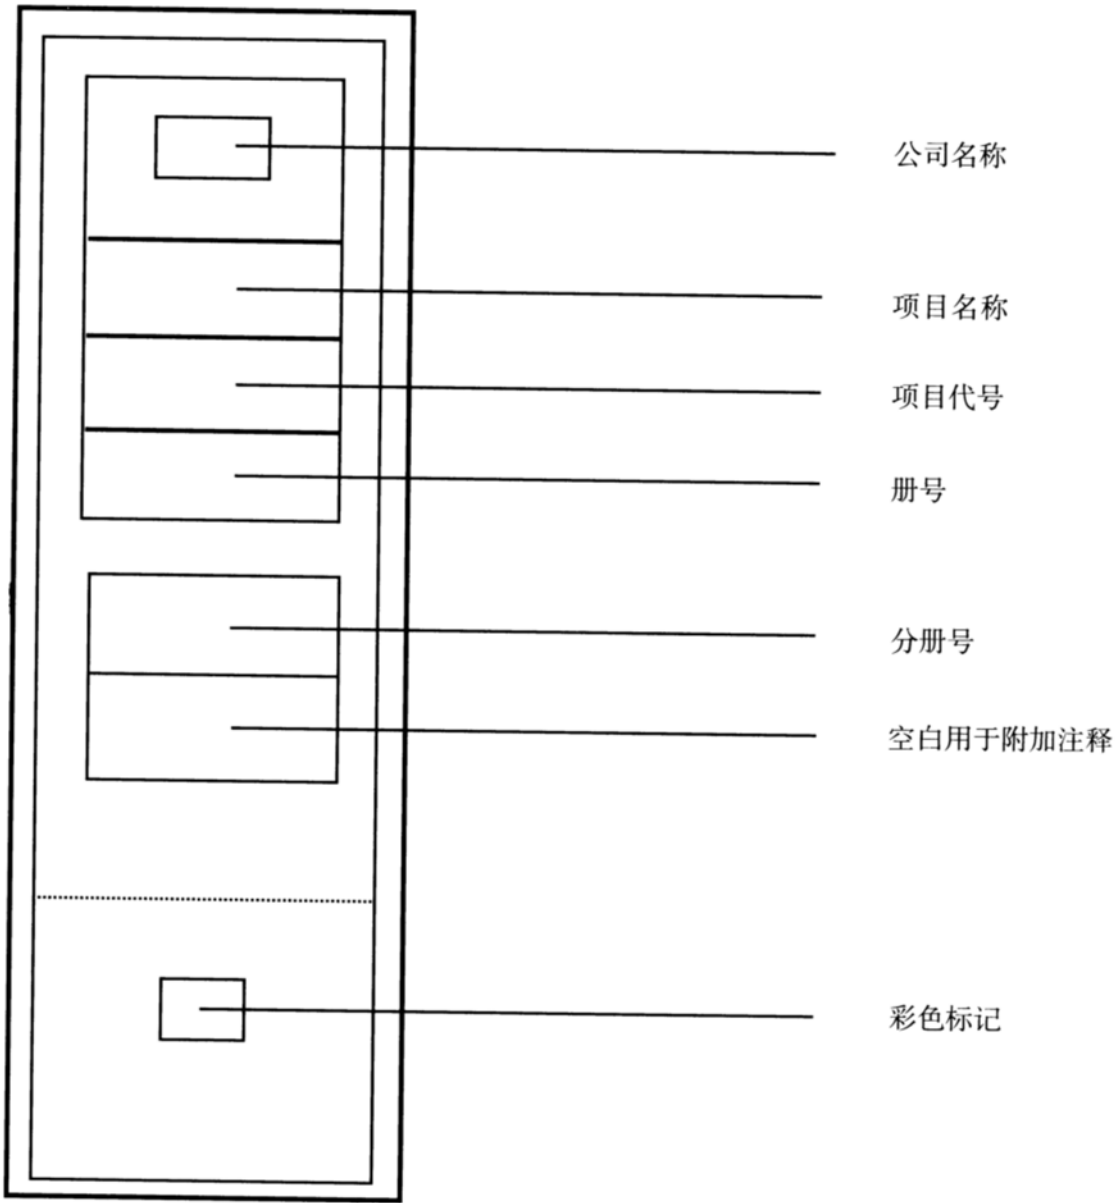 公司名称
项目名称
项目代号
册号
分册号
空白用于附加注释
彩色标记